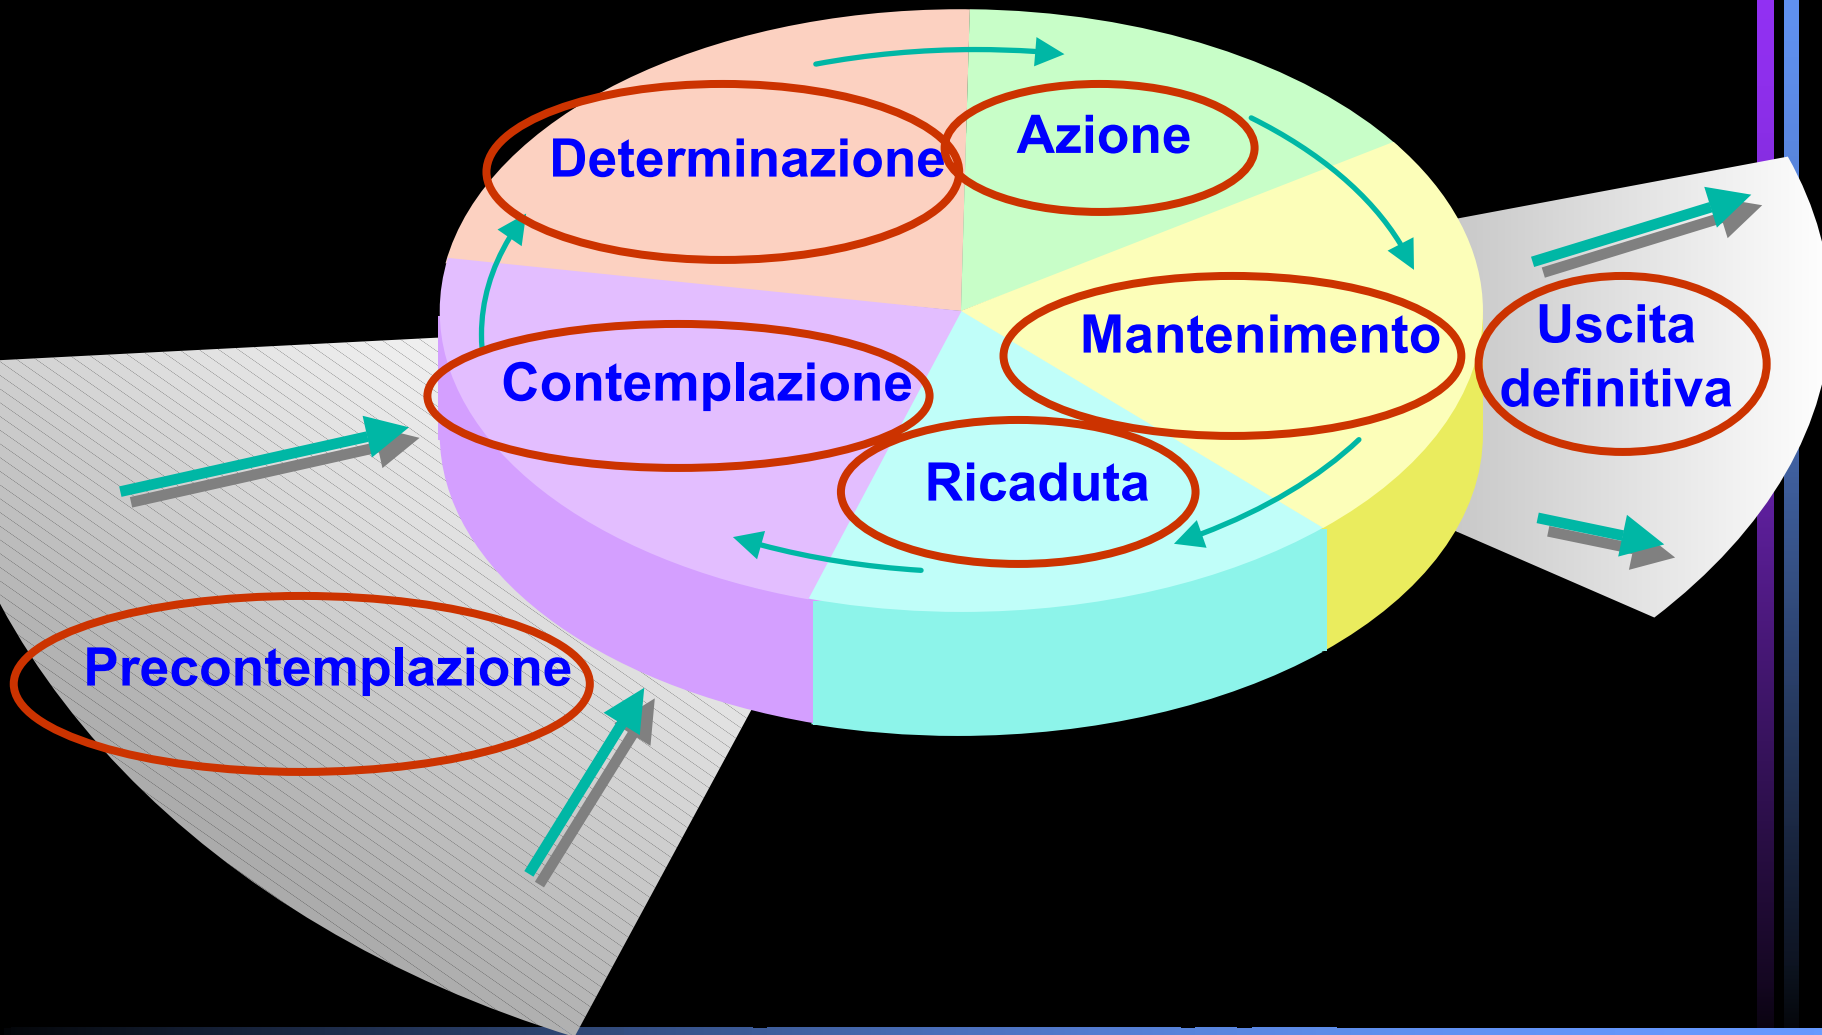 Azione
Determinazione
Mantenimento
Uscita
definitiva
Contemplazione
Ricaduta
Precontemplazione